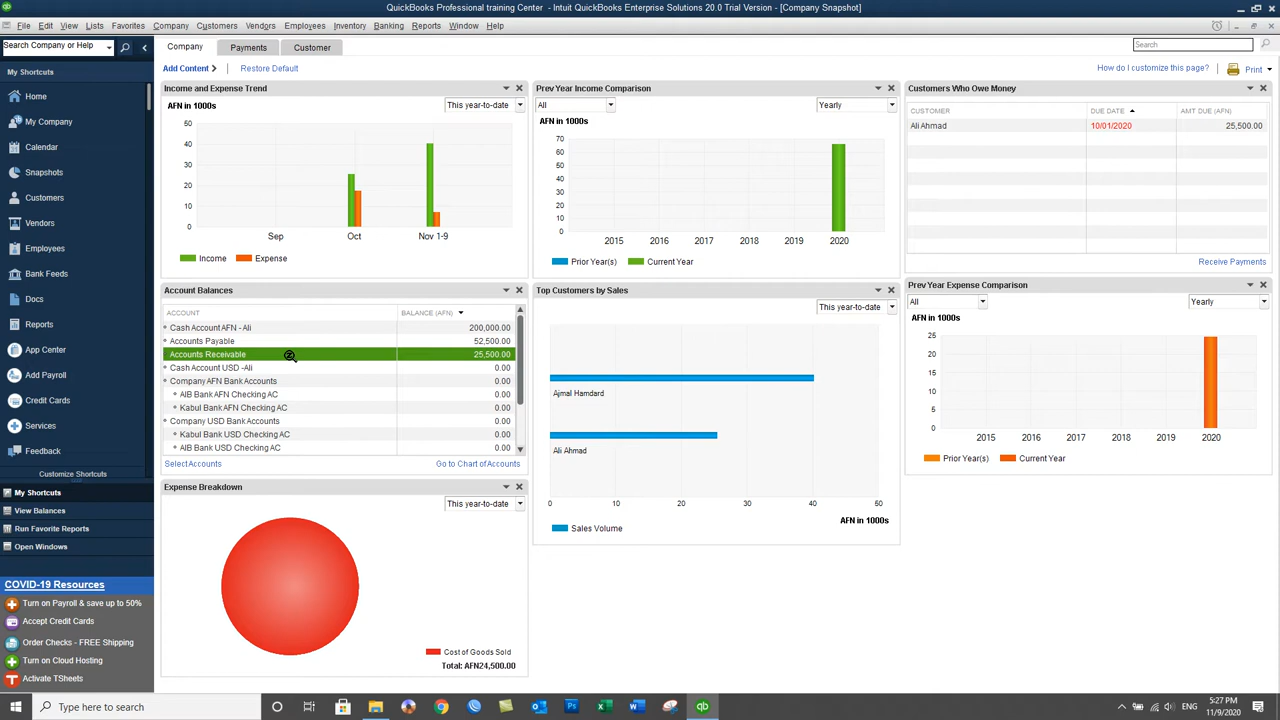 QuickBooks Professional training Center - Intuit QuickBooks Enterprise Solutions 20.0 Trial Version - [Company Snapshot]
File Edit View Lists Favorites Company Customers Vendors Employees Inventory Banking Reports Window Help
Search Company or Help
My Shortcuts
Home
My Company
Calendar
Snapshots
Customers
Vendors
Employees
Bank Feeds
Docs
Reports
App Center
Add Payroll
Credit Cards
Services
Feedback
Customize Shortcuts
My Shortcuts
View Balances
Run Favorite Reports
Open Windows
COVID-19 Resources
Turn on Payroll & save up to 50%
Accept Credit Cards
Order Checks - FREE Shipping
Turn on Cloud Hosting
Activate TSheets
Company Payments Customer
Search
Add Content Restore Default
How do I customize this page? Print
Income and Expense Trend
AFN in 1000s This year-to-date
50
40
30
20
10
0
Sep Oct Nov 1-9
Income Expense
Prev Year Income Comparison
All Yearly
AFN in 1000s
70
60
50
40
30
20
10
0
2015 2016 2017 2018 2019 2020
Prior Year(s) Current Year
Customers Who Owe Money
CUSTOMER DUE DATE AMT DUE (AFN)
Ali Ahmad 10/01/2020 25,500.00
Receive Payments
Account Balances
ACCOUNT BALANCE (AFN)
Cash Account AFN - Ali 200,000.00
Accounts Payable 52,500.00
Accounts Receivable 25,500.00
Cash Account USD -Ali 0.00
Company AFN Bank Accounts 0.00
AIB Bank AFN Checking AC 0.00
Kabul Bank AFN Checking AC 0.00
Company USD Bank Accounts 0.00
Kabul Bank USD Checking AC 0.00
AIB Bank USD Checking AC 0.00
Select Accounts Go to Chart of Accounts
Top Customers by Sales
This year-to-date
Ajmal Hamdard
Ali Ahmad
0 10 20 30 40 50
AFN in 1000s
Sales Volume
Prev Year Expense Comparison
All Yearly
AFN in 1000s
25
20
15
10
5
0
2015 2016 2017 2018 2019 2020
Prior Year(s) Current Year
Expense Breakdown
This year-to-date
Cost of Goods Sold
Total: AFN24,500.00
Type here to search
5:27 PM
11/9/2020